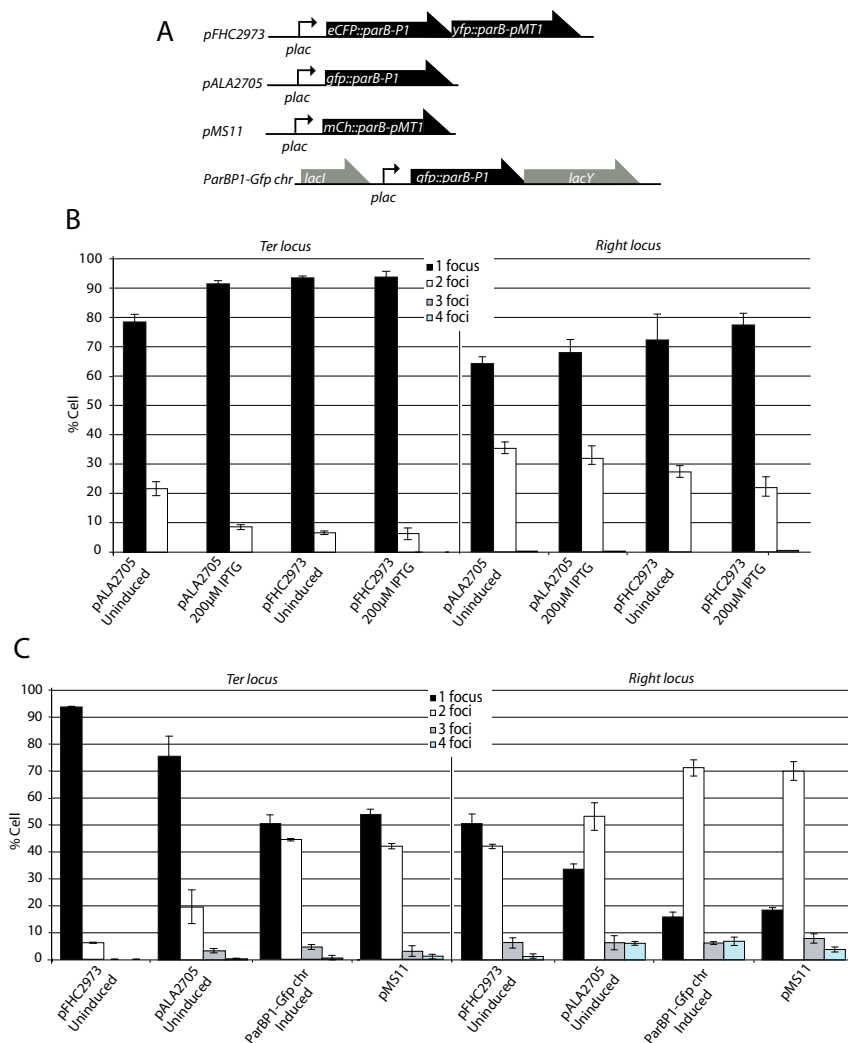 A
pFHC2973
eCFP::parB-P1
yfp::parB-pMT1
plac
pALA2705
gfp::parB-P1
plac
pMS11
mCh::parB-pMT1
plac
ParBP1-Gfp chr
lacI
gfp::parB-P1
lacY
plac
B
Ter locus
Right locus
1 focus
2 foci
3 foci
4 foci
% Cell
100
90
80
70
60
50
40
30
20
10
0
pALA2705
Uninduced
pALA2705
200µM IPTG
pFHC2973
Uninduced
pFHC2973
200µM IPTG
pALA2705
Uninduced
pALA2705
200µM IPTG
pFHC2973
Uninduced
pFHC2973
200µM IPTG
C
Ter locus
Right locus
1 focus
2 foci
3 foci
4 foci
% Cell
100
90
80
70
60
50
40
30
20
10
0
pFHC2973
Uninduced
pALA2705
Uninduced
ParBP1-Gfp chr
Induced
pMS11
pFHC2973
Uninduced
pALA2705
Uninduced
ParBP1-Gfp chr
Induced
pMS11